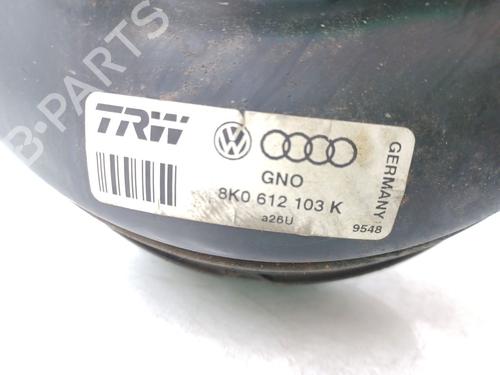 B-PARTS
TRW
GNO
8K0 612 103 K
a26U
GERMANY
9548